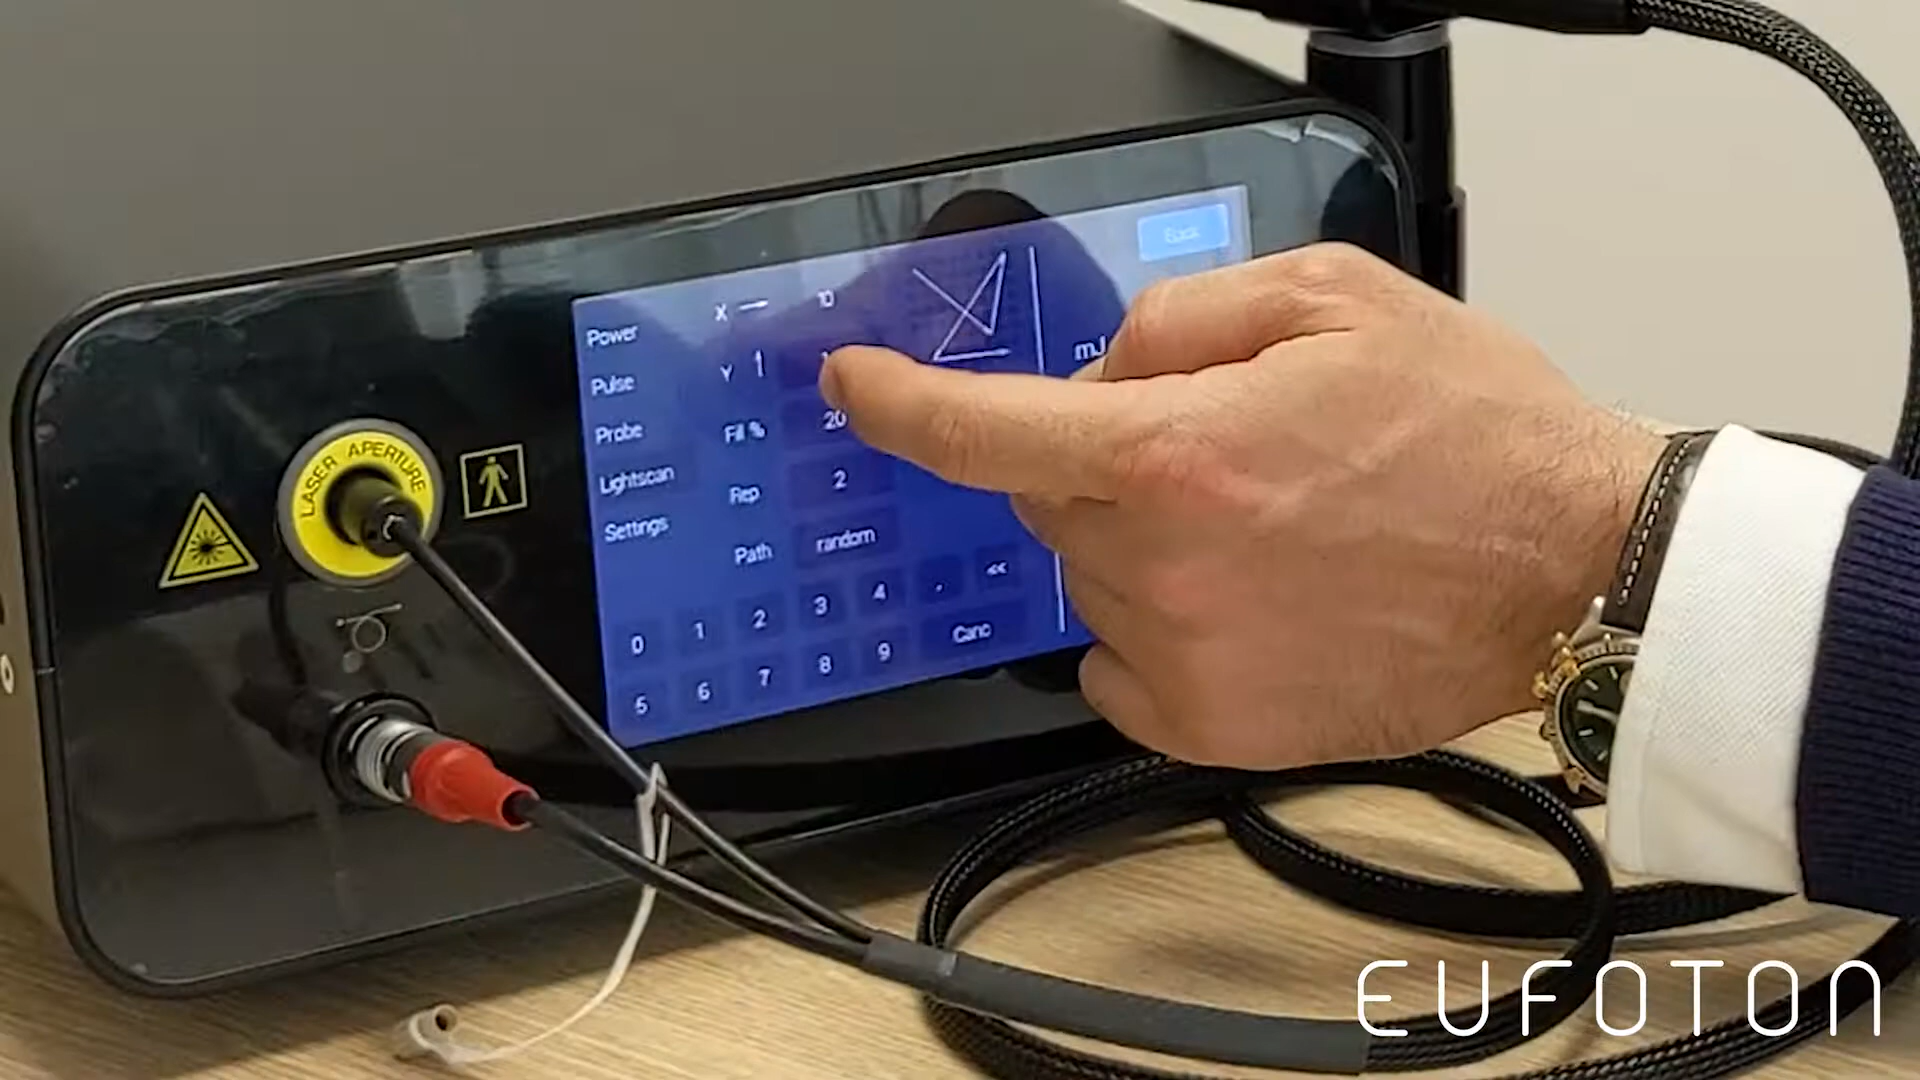 LASER APERTURE
Back
X 10
Power
Y
mJ
Pulse
Fill % 20
Probe
Lightscan
Rep 2
Settings
Path random
0 1 2 3 4 . <<
5 6 7 8 9 Canc
EUFOTON